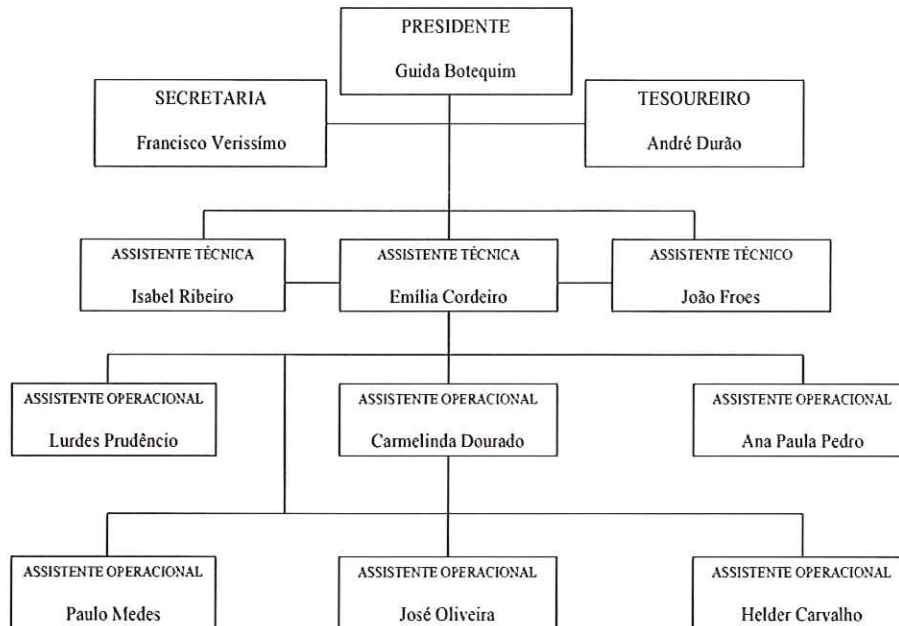 PRESIDENTE
Guida Botequim
SECRETARIA
Francisco Verissímo
TESOUREIRO
André Durão
ASSISTENTE TÉCNICA
Isabel Ribeiro
ASSISTENTE TÉCNICA
Emília Cordeiro
ASSISTENTE TÉCNICO
João Froes
ASSISTENTE OPERACIONAL
Lurdes Prudêncio
ASSISTENTE OPERACIONAL
Carmelinda Dourado
ASSISTENTE OPERACIONAL
Ana Paula Pedro
ASSISTENTE OPERACIONAL
Paulo Medes
ASSISTENTE OPERACIONAL
José Oliveira
ASSISTENTE OPERACIONAL
Helder Carvalho